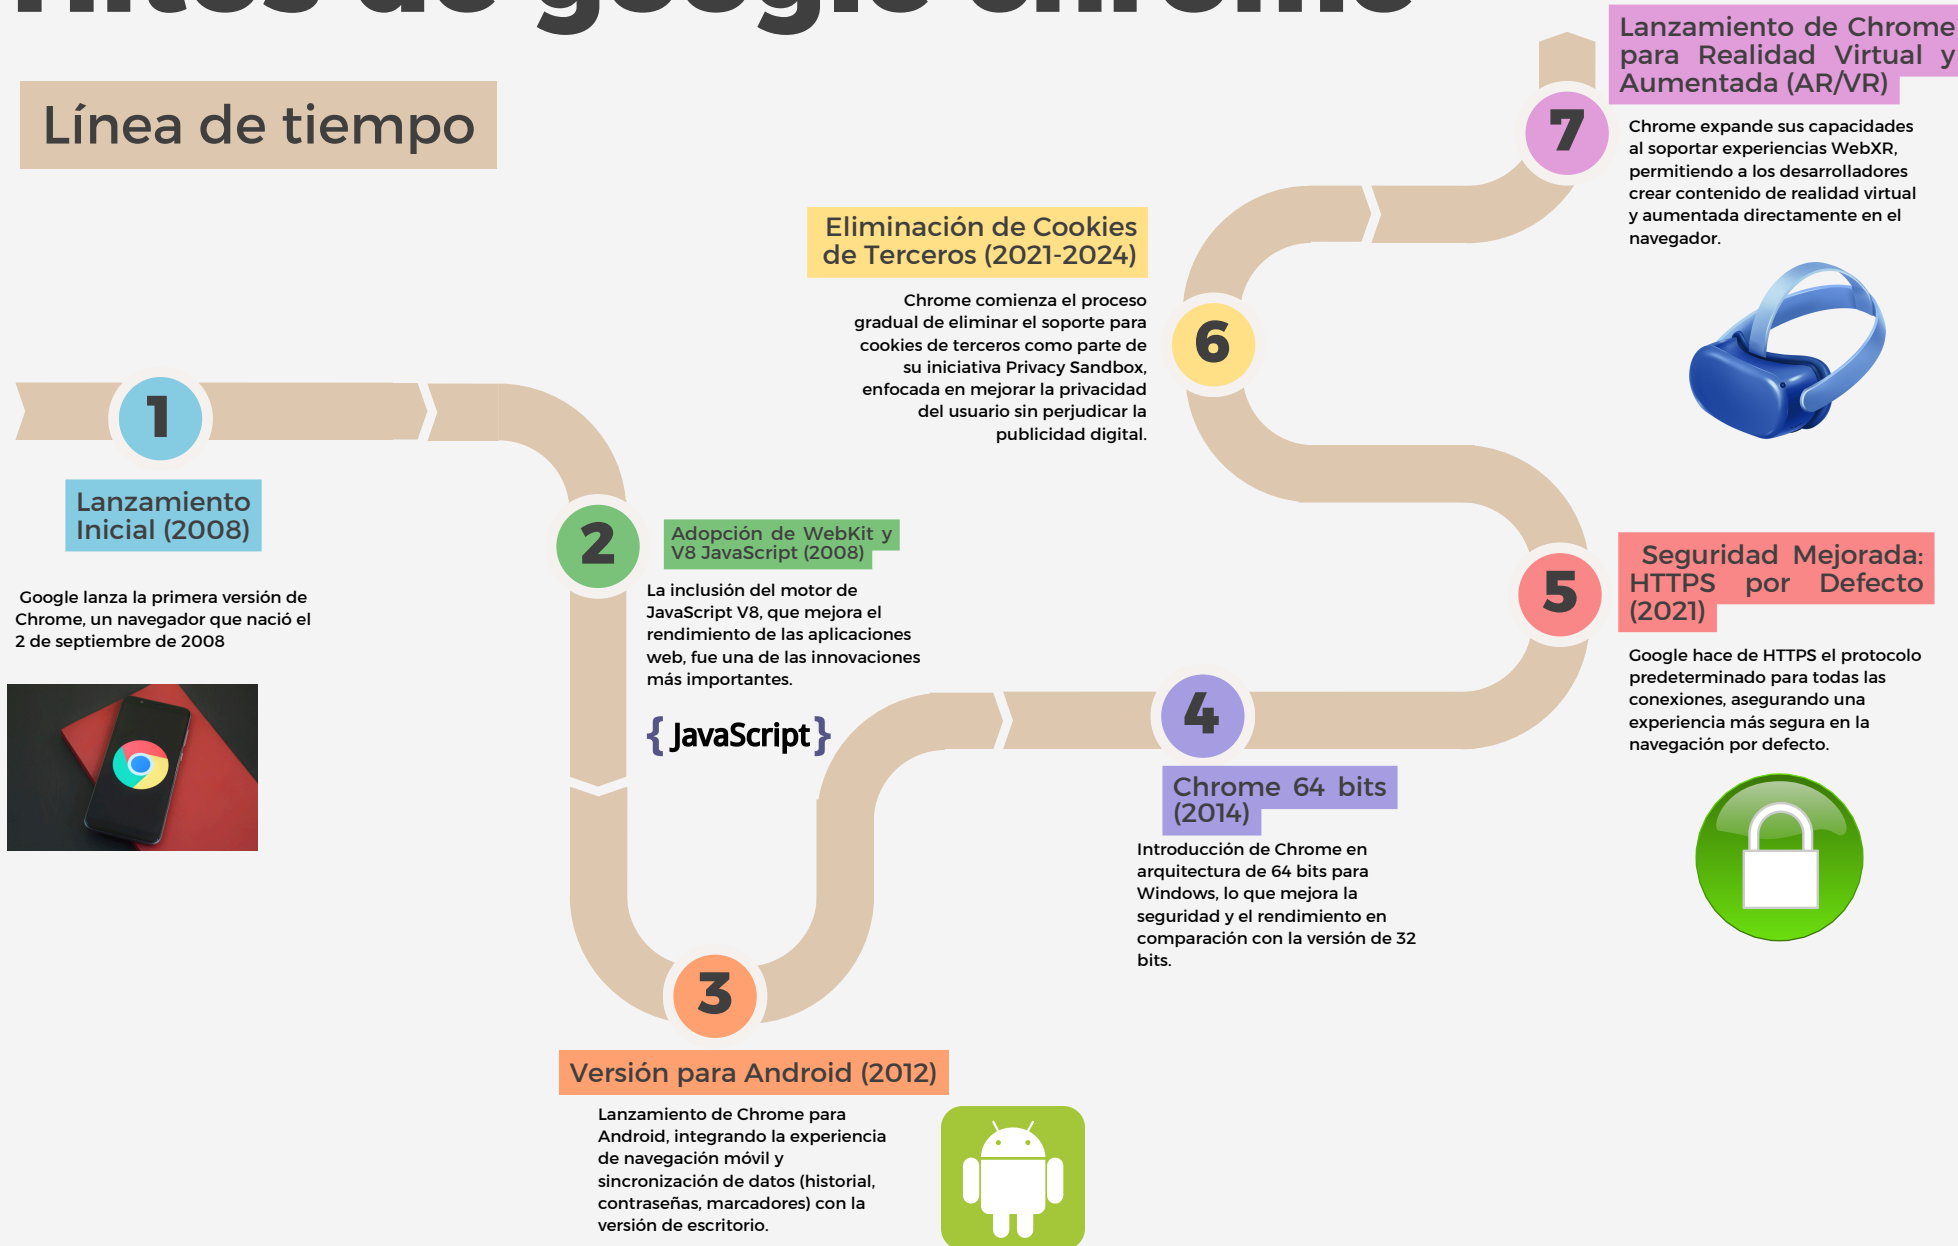 Hitos de google chrome
Línea de tiempo
1
Lanzamiento
Inicial (2008)
Google lanza la primera versión de
Chrome, un navegador que nació el
2 de septiembre de 2008
2
Adopción de WebKit y
V8 JavaScript (2008)
La inclusión del motor de
JavaScript V8, que mejora el
rendimiento de las aplicaciones
web, fue una de las innovaciones
más importantes.
{ JavaScript }
3
Versión para Android (2012)
Lanzamiento de Chrome para
Android, integrando la experiencia
de navegación móvil y
sincronización de datos (historial,
contraseñas, marcadores) con la
versión de escritorio.
4
Chrome 64 bits
(2014)
Introducción de Chrome en
arquitectura de 64 bits para
Windows, lo que mejora la
seguridad y el rendimiento en
comparación con la versión de 32
bits.
5
Seguridad Mejorada:
HTTPS por Defecto
(2021)
Google hace de HTTPS el protocolo
predeterminado para todas las
conexiones, asegurando una
experiencia más segura en la
navegación por defecto.
6
Eliminación de Cookies
de Terceros (2021-2024)
Chrome comienza el proceso
gradual de eliminar el soporte para
cookies de terceros como parte de
su iniciativa Privacy Sandbox,
enfocada en mejorar la privacidad
del usuario sin perjudicar la
publicidad digital.
7
Lanzamiento de Chrome
para Realidad Virtual y
Aumentada (AR/VR)
Chrome expande sus capacidades
al soportar experiencias WebXR,
permitiendo a los desarrolladores
crear contenido de realidad virtual
y aumentada directamente en el
navegador.